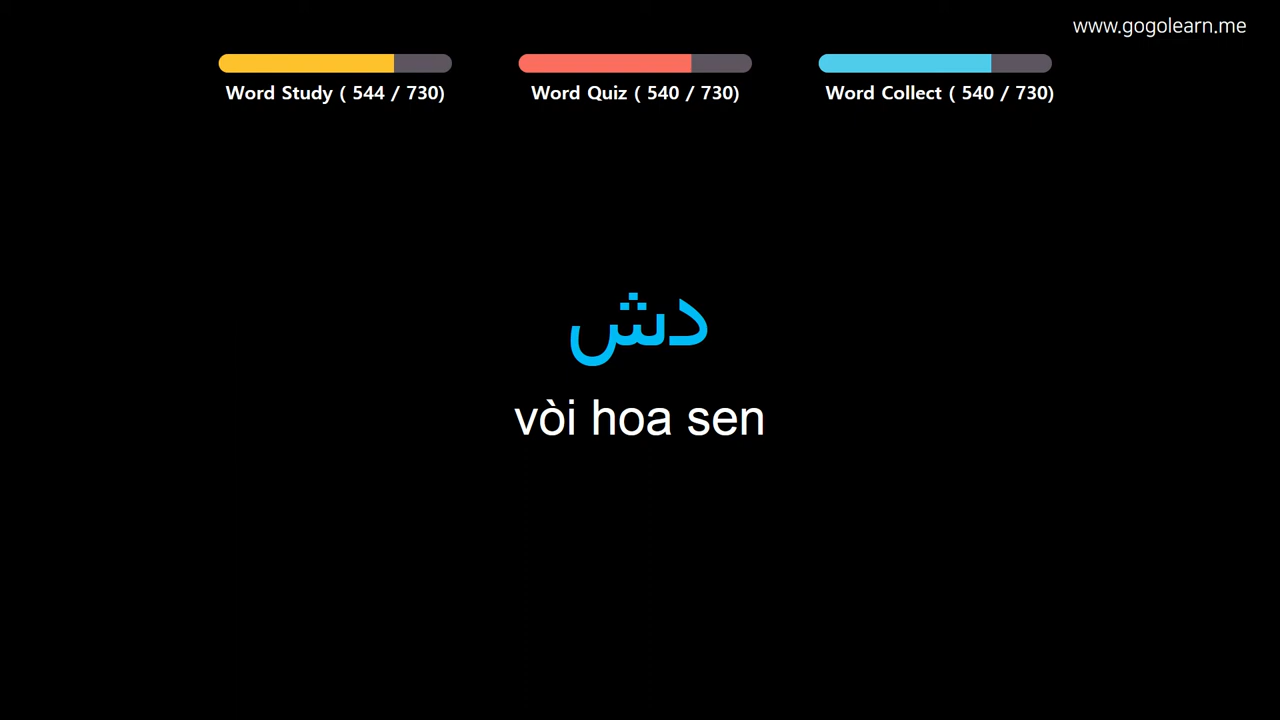 www.gogolearn.me
Word Study ( 544 / 730)
Word Quiz ( 540 / 730)
Word Collect ( 540 / 730)
دش
vòi hoa sen